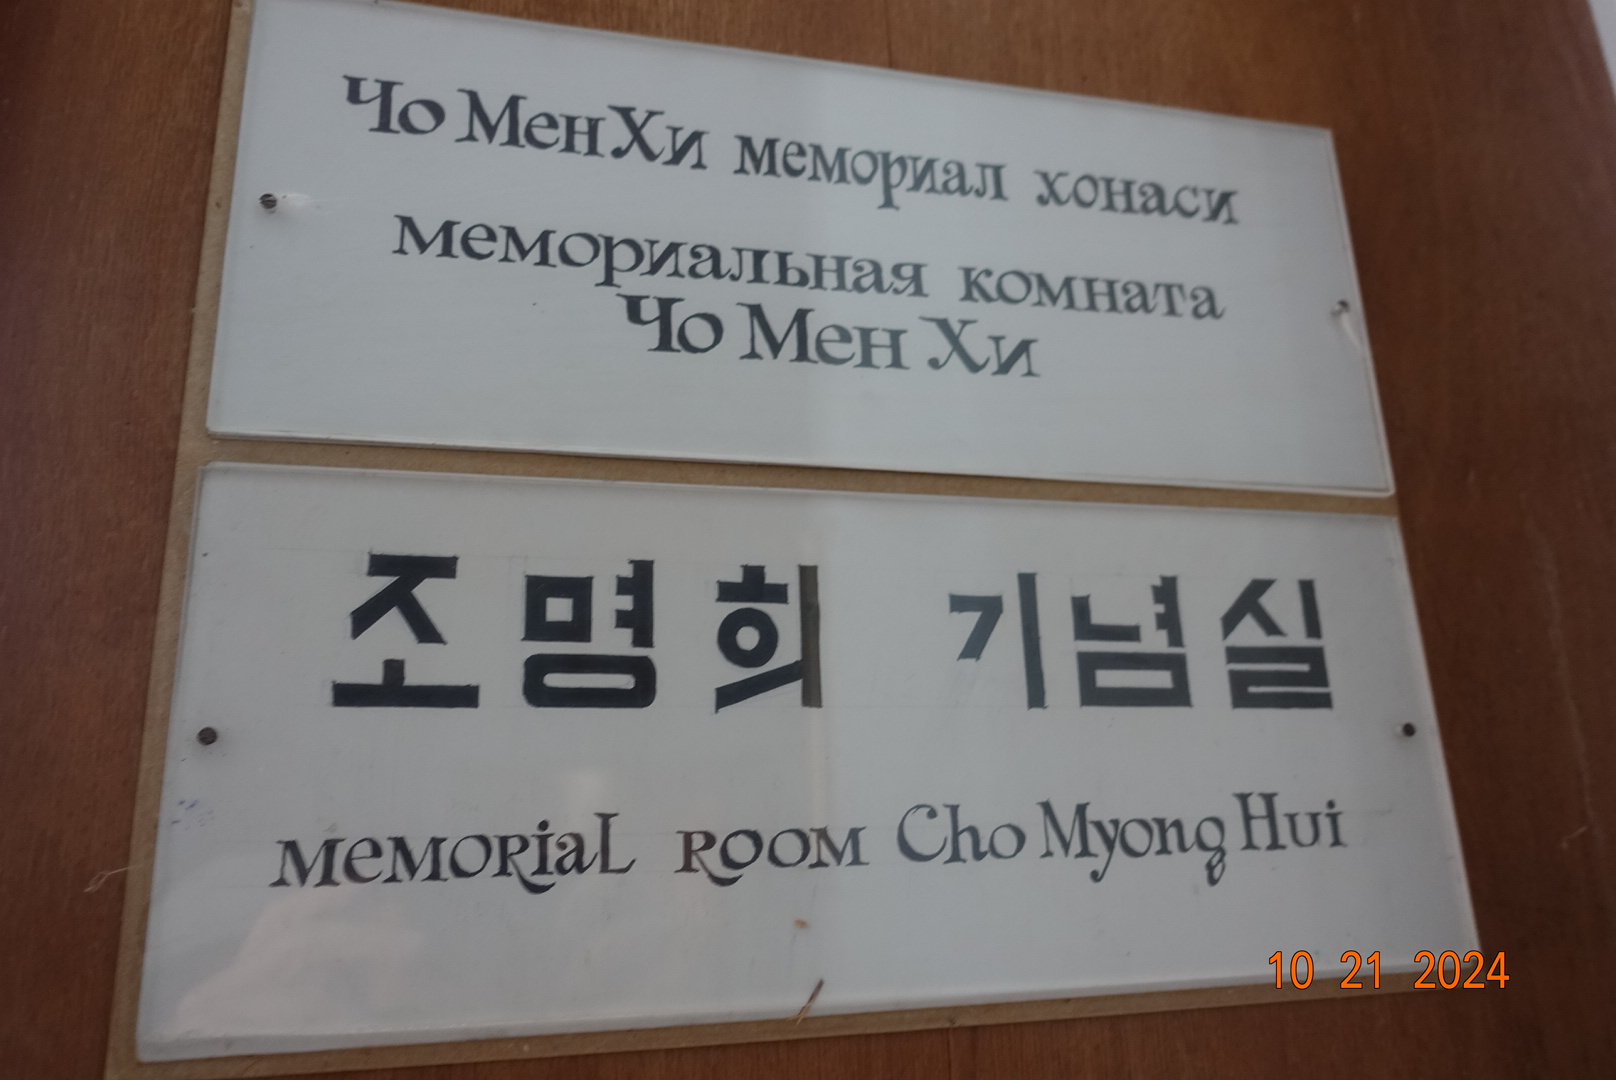 Чо Мен Хи мемориал хонаси
мемориальная комната
Чо Мен Хи
조명희 기념실
MEMORIAL ROOM Cho Myong Hui
10 21 2024